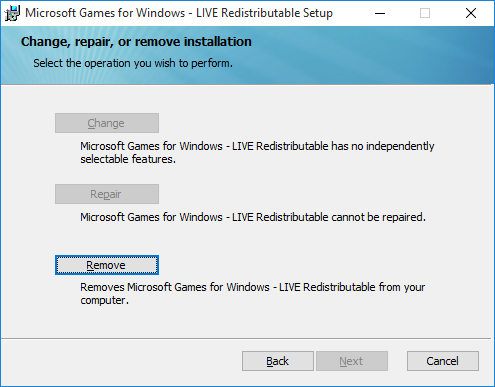 Microsoft Games for Windows - LIVE Redistributable Setup
Change, repair, or remove installation
Select the operation you wish to perform.
Change
Microsoft Games for Windows - LIVE Redistributable has no independently
selectable features.
Repair
Microsoft Games for Windows - LIVE Redistributable cannot be repaired.
Remove
Removes Microsoft Games for Windows - LIVE Redistributable from your
computer.
Back Next Cancel